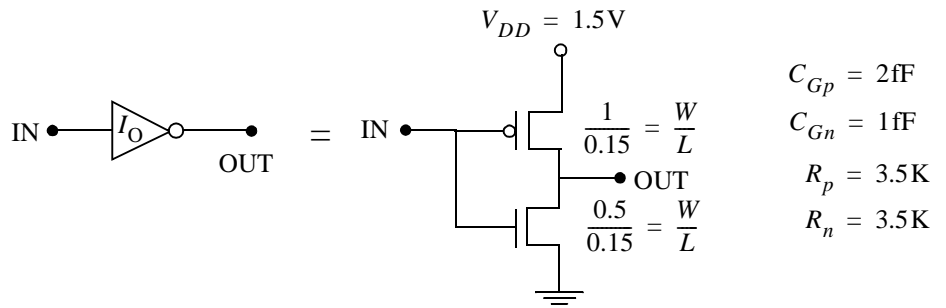 V_DD = 1.5V
IN
I_O
OUT
=
IN
1/0.15 = W/L
OUT
0.5/0.15 = W/L
C_Gp = 2fF
C_Gn = 1fF
R_p = 3.5K
R_n = 3.5K